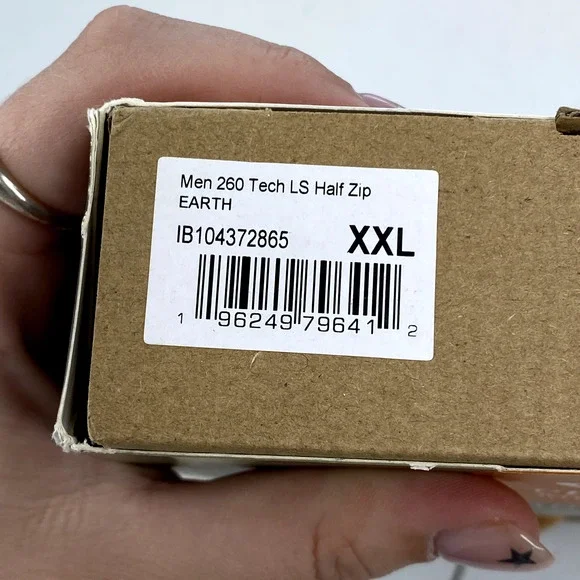 Men 260 Tech LS Half Zip
EARTH
IB104372865 XXL
1 96249 79641 2